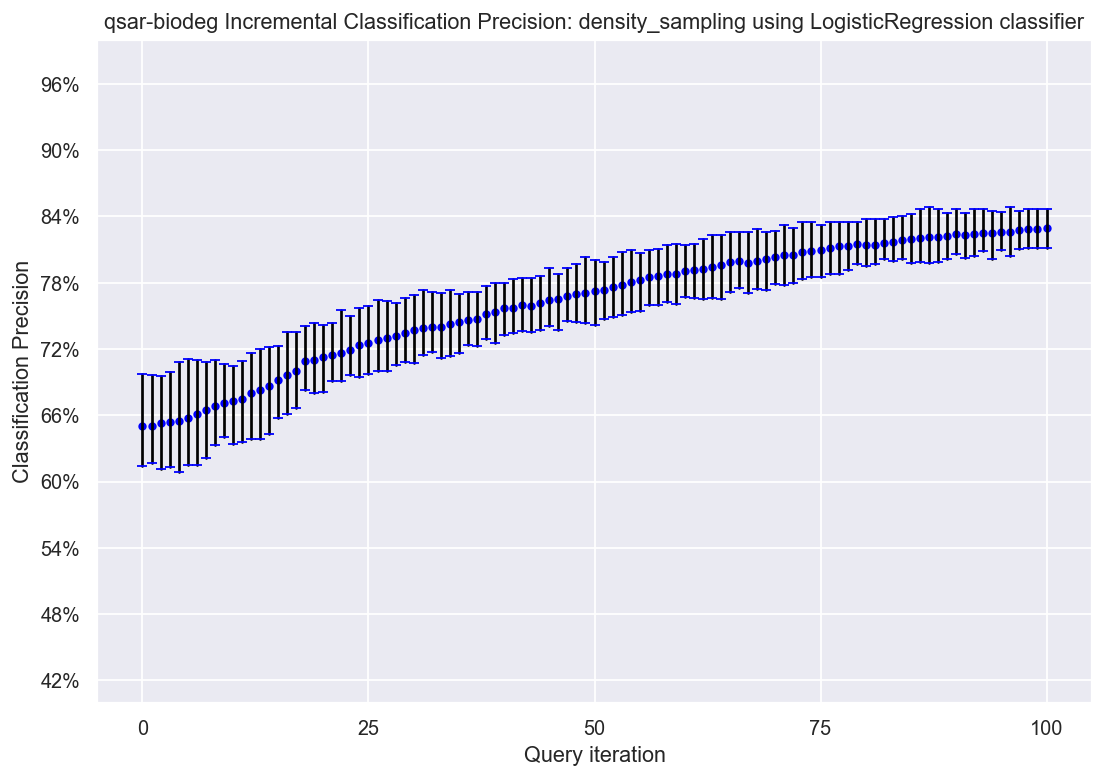 qsar-biodeg Incremental Classification Precision: density_sampling using LogisticRegression classifier
96%
90%
84%
78%
72%
66%
60%
54%
48%
42%
Classification Precision
0 25 50 75 100
Query iteration